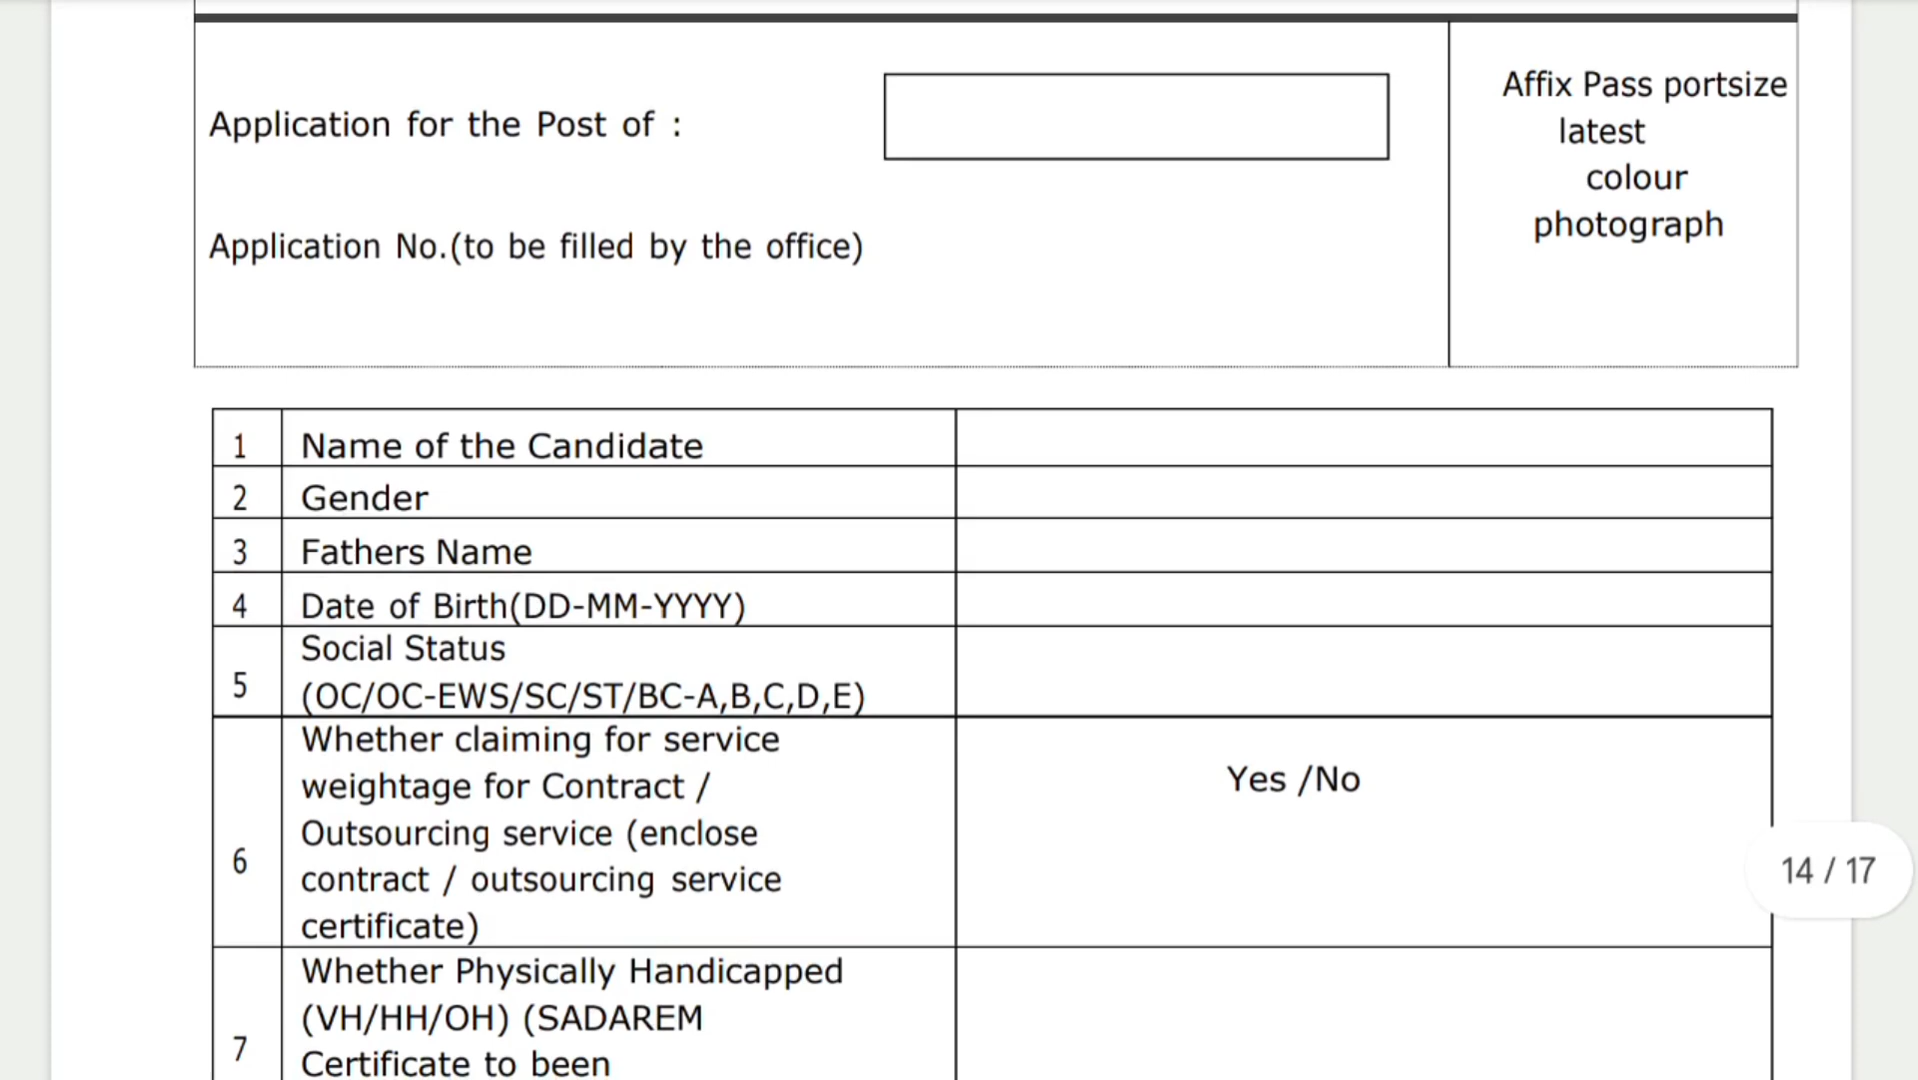 Application for the Post of :
Affix Pass portsize
latest
colour
photograph
Application No.(to be filled by the office)
1 Name of the Candidate
2 Gender
3 Fathers Name
4 Date of Birth(DD-MM-YYYY)
5 Social Status
(OC/OC-EWS/SC/ST/BC-A,B,C,D,E)
6 Whether claiming for service
weightage for Contract /
Outsourcing service (enclose
contract / outsourcing service
certificate)
Yes /No
14 / 17
7 Whether Physically Handicapped
(VH/HH/OH) (SADAREM
Certificate to been